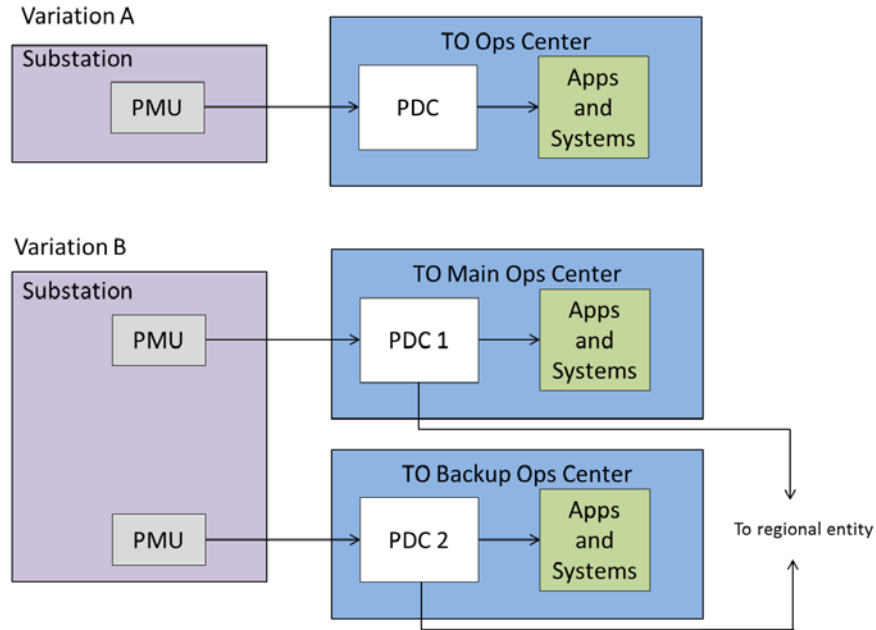 Variation A
Substation
PMU
TO Ops Center
PDC
Apps
and
Systems
Variation B
Substation
PMU
PMU
TO Main Ops Center
PDC 1
Apps
and
Systems
TO Backup Ops Center
PDC 2
Apps
and
Systems
To regional entity